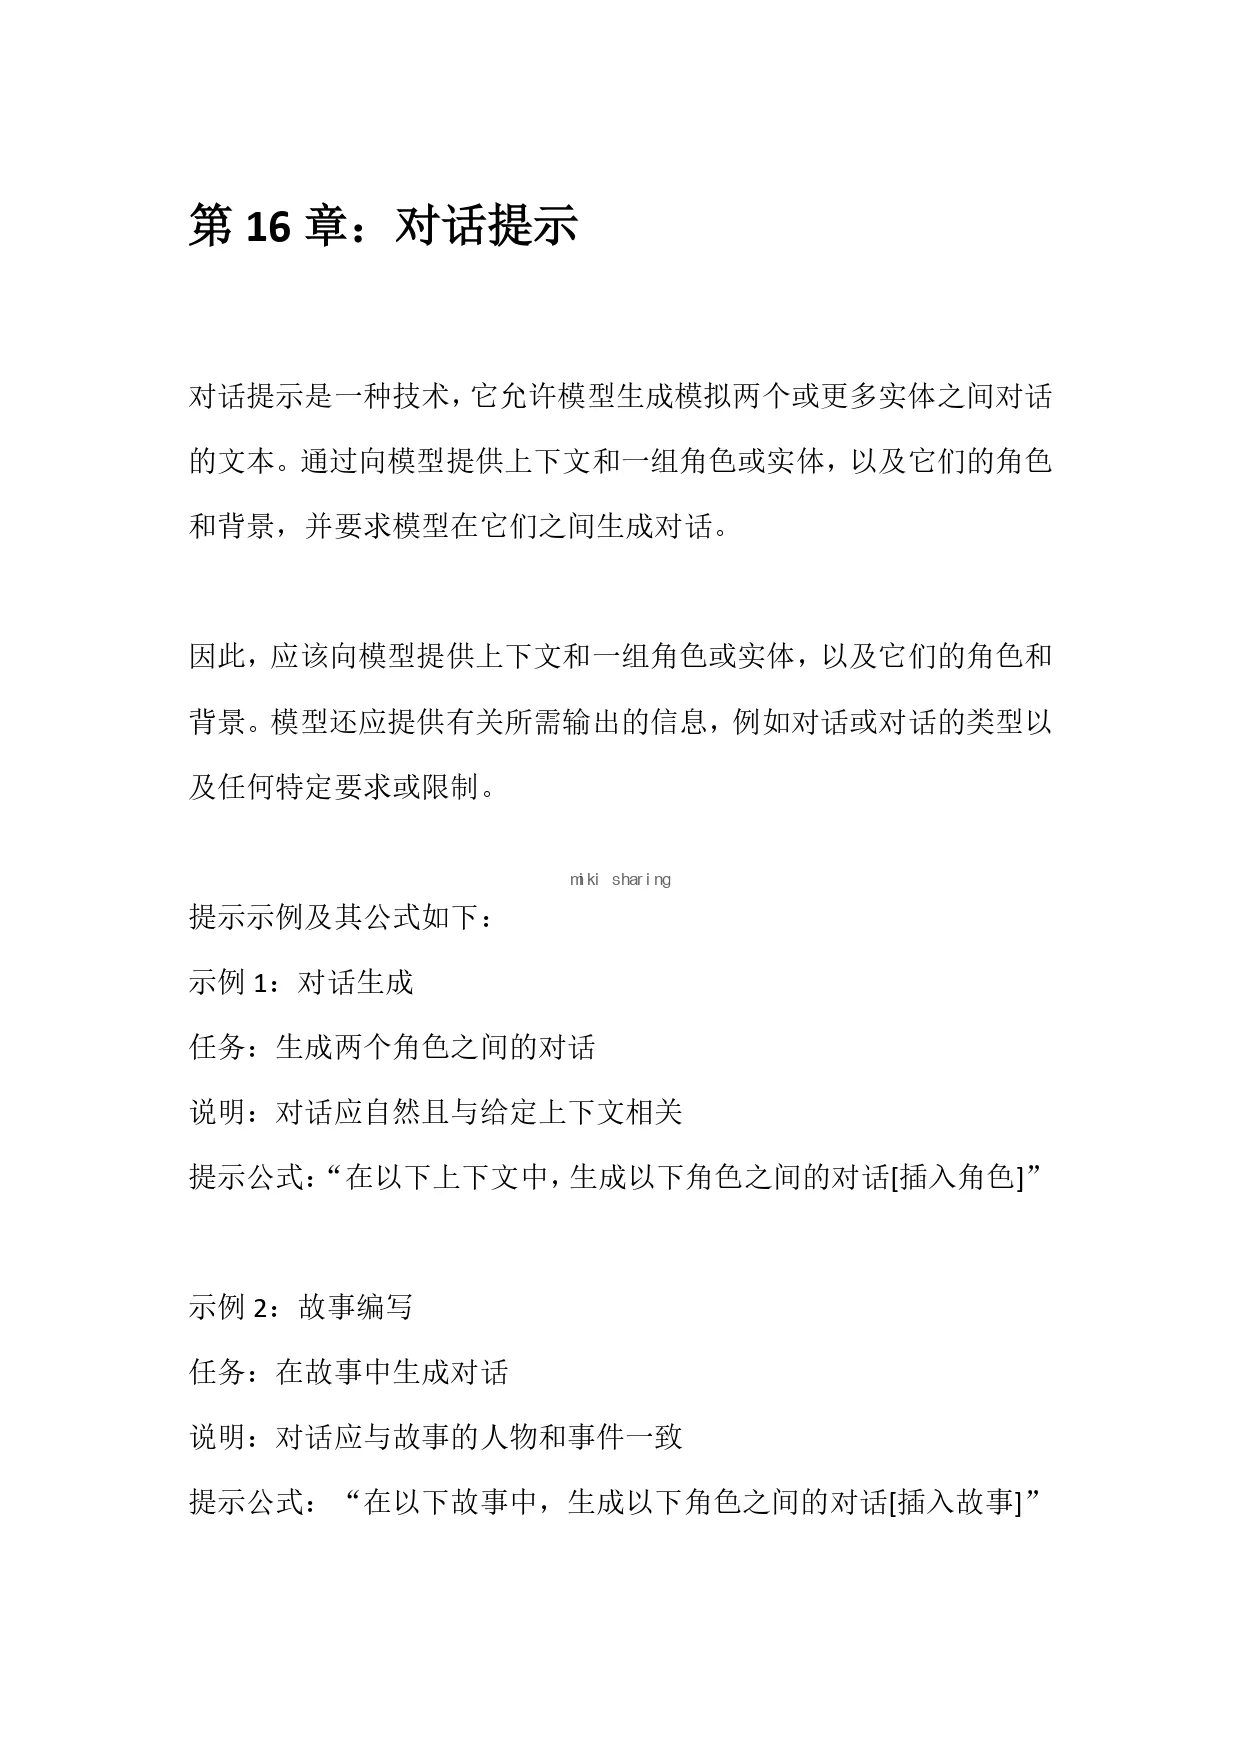 第 16 章：对话提示
对话提示是一种技术，它允许模型生成模拟两个或更多实体之间对话
的文本。通过向模型提供上下文和一组角色或实体，以及它们的角色
和背景，并要求模型在它们之间生成对话。
因此，应该向模型提供上下文和一组角色或实体，以及它们的角色和
背景。模型还应提供有关所需输出的信息，例如对话或对话的类型以
及任何特定要求或限制。
miki sharing
提示示例及其公式如下：
示例 1：对话生成
任务：生成两个角色之间的对话
说明：对话应自然且与给定上下文相关
提示公式：“在以下上下文中，生成以下角色之间的对话[插入角色]”
示例 2：故事编写
任务：在故事中生成对话
说明：对话应与故事的人物和事件一致
提示公式：“在以下故事中，生成以下角色之间的对话[插入故事]”